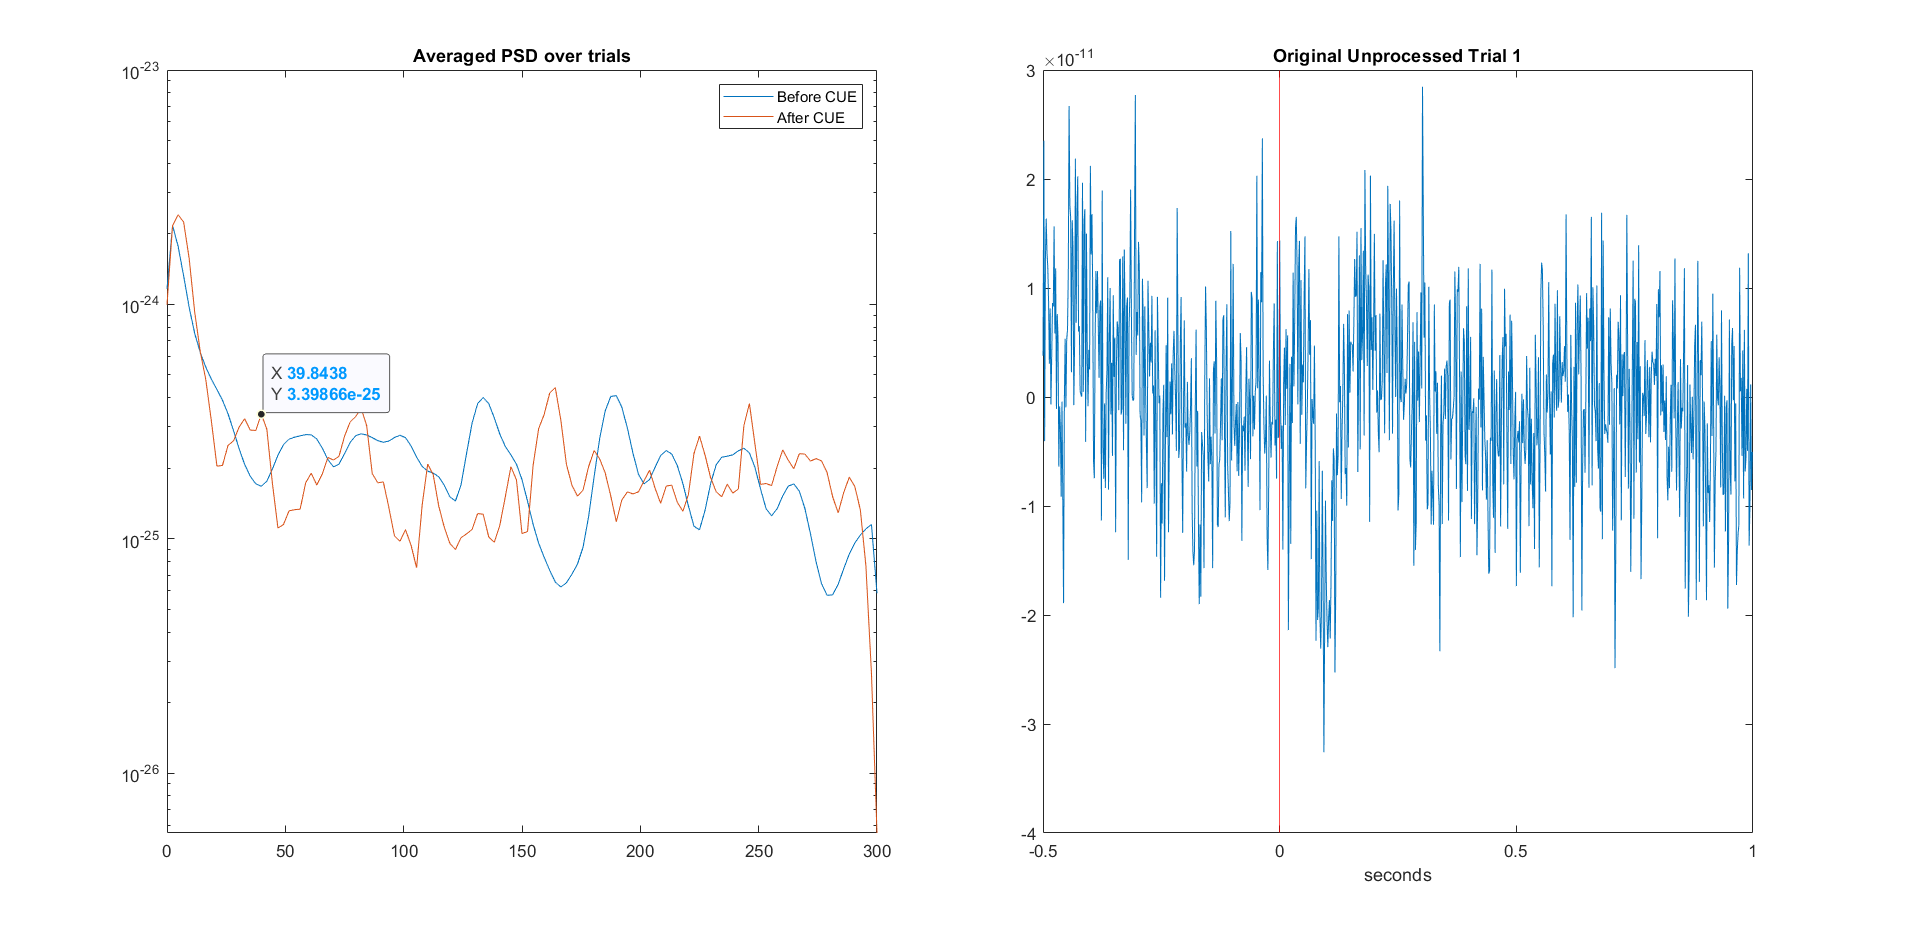 Averaged PSD over trials
10-23
10-24
10-25
10-26
0 50 100 150 200 250 300
Before CUE
After CUE
X 39.8438
Y 3.39866e-25
Original Unprocessed Trial 1
×10-11
3
2
1
0
-1
-2
-3
-4
-0.5 0 0.5 1
seconds